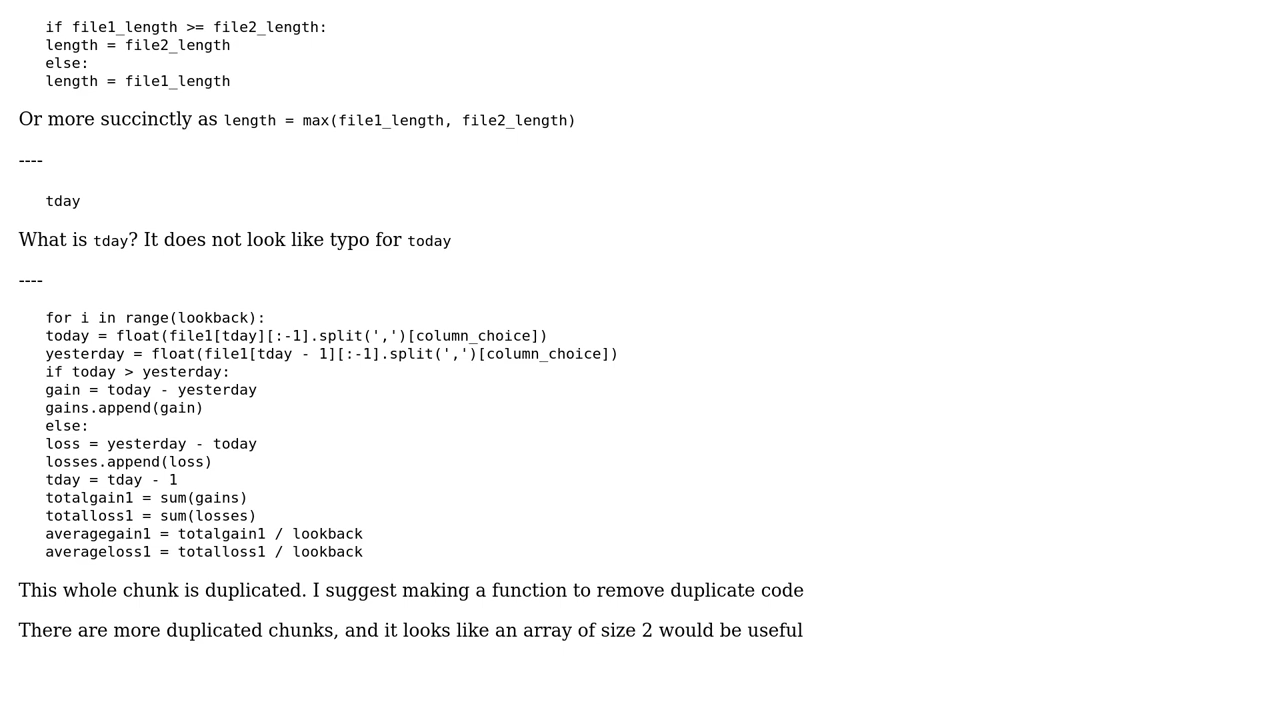 if file1_length >= file2_length:
length = file2_length
else:
length = file1_length
Or more succinctly as length = max(file1_length, file2_length)
----
tday
What is tday? It does not look like typo for today
----
for i in range(lookback):
today = float(file1[tday][:-1].split(',')[column_choice])
yesterday = float(file1[tday - 1][:-1].split(',')[column_choice])
if today > yesterday:
gain = today - yesterday
gains.append(gain)
else:
loss = yesterday - today
losses.append(loss)
tday = tday - 1
totalgain1 = sum(gains)
totalloss1 = sum(losses)
averagegain1 = totalgain1 / lookback
averageloss1 = totalloss1 / lookback
This whole chunk is duplicated. I suggest making a function to remove duplicate code
There are more duplicated chunks, and it looks like an array of size 2 would be useful